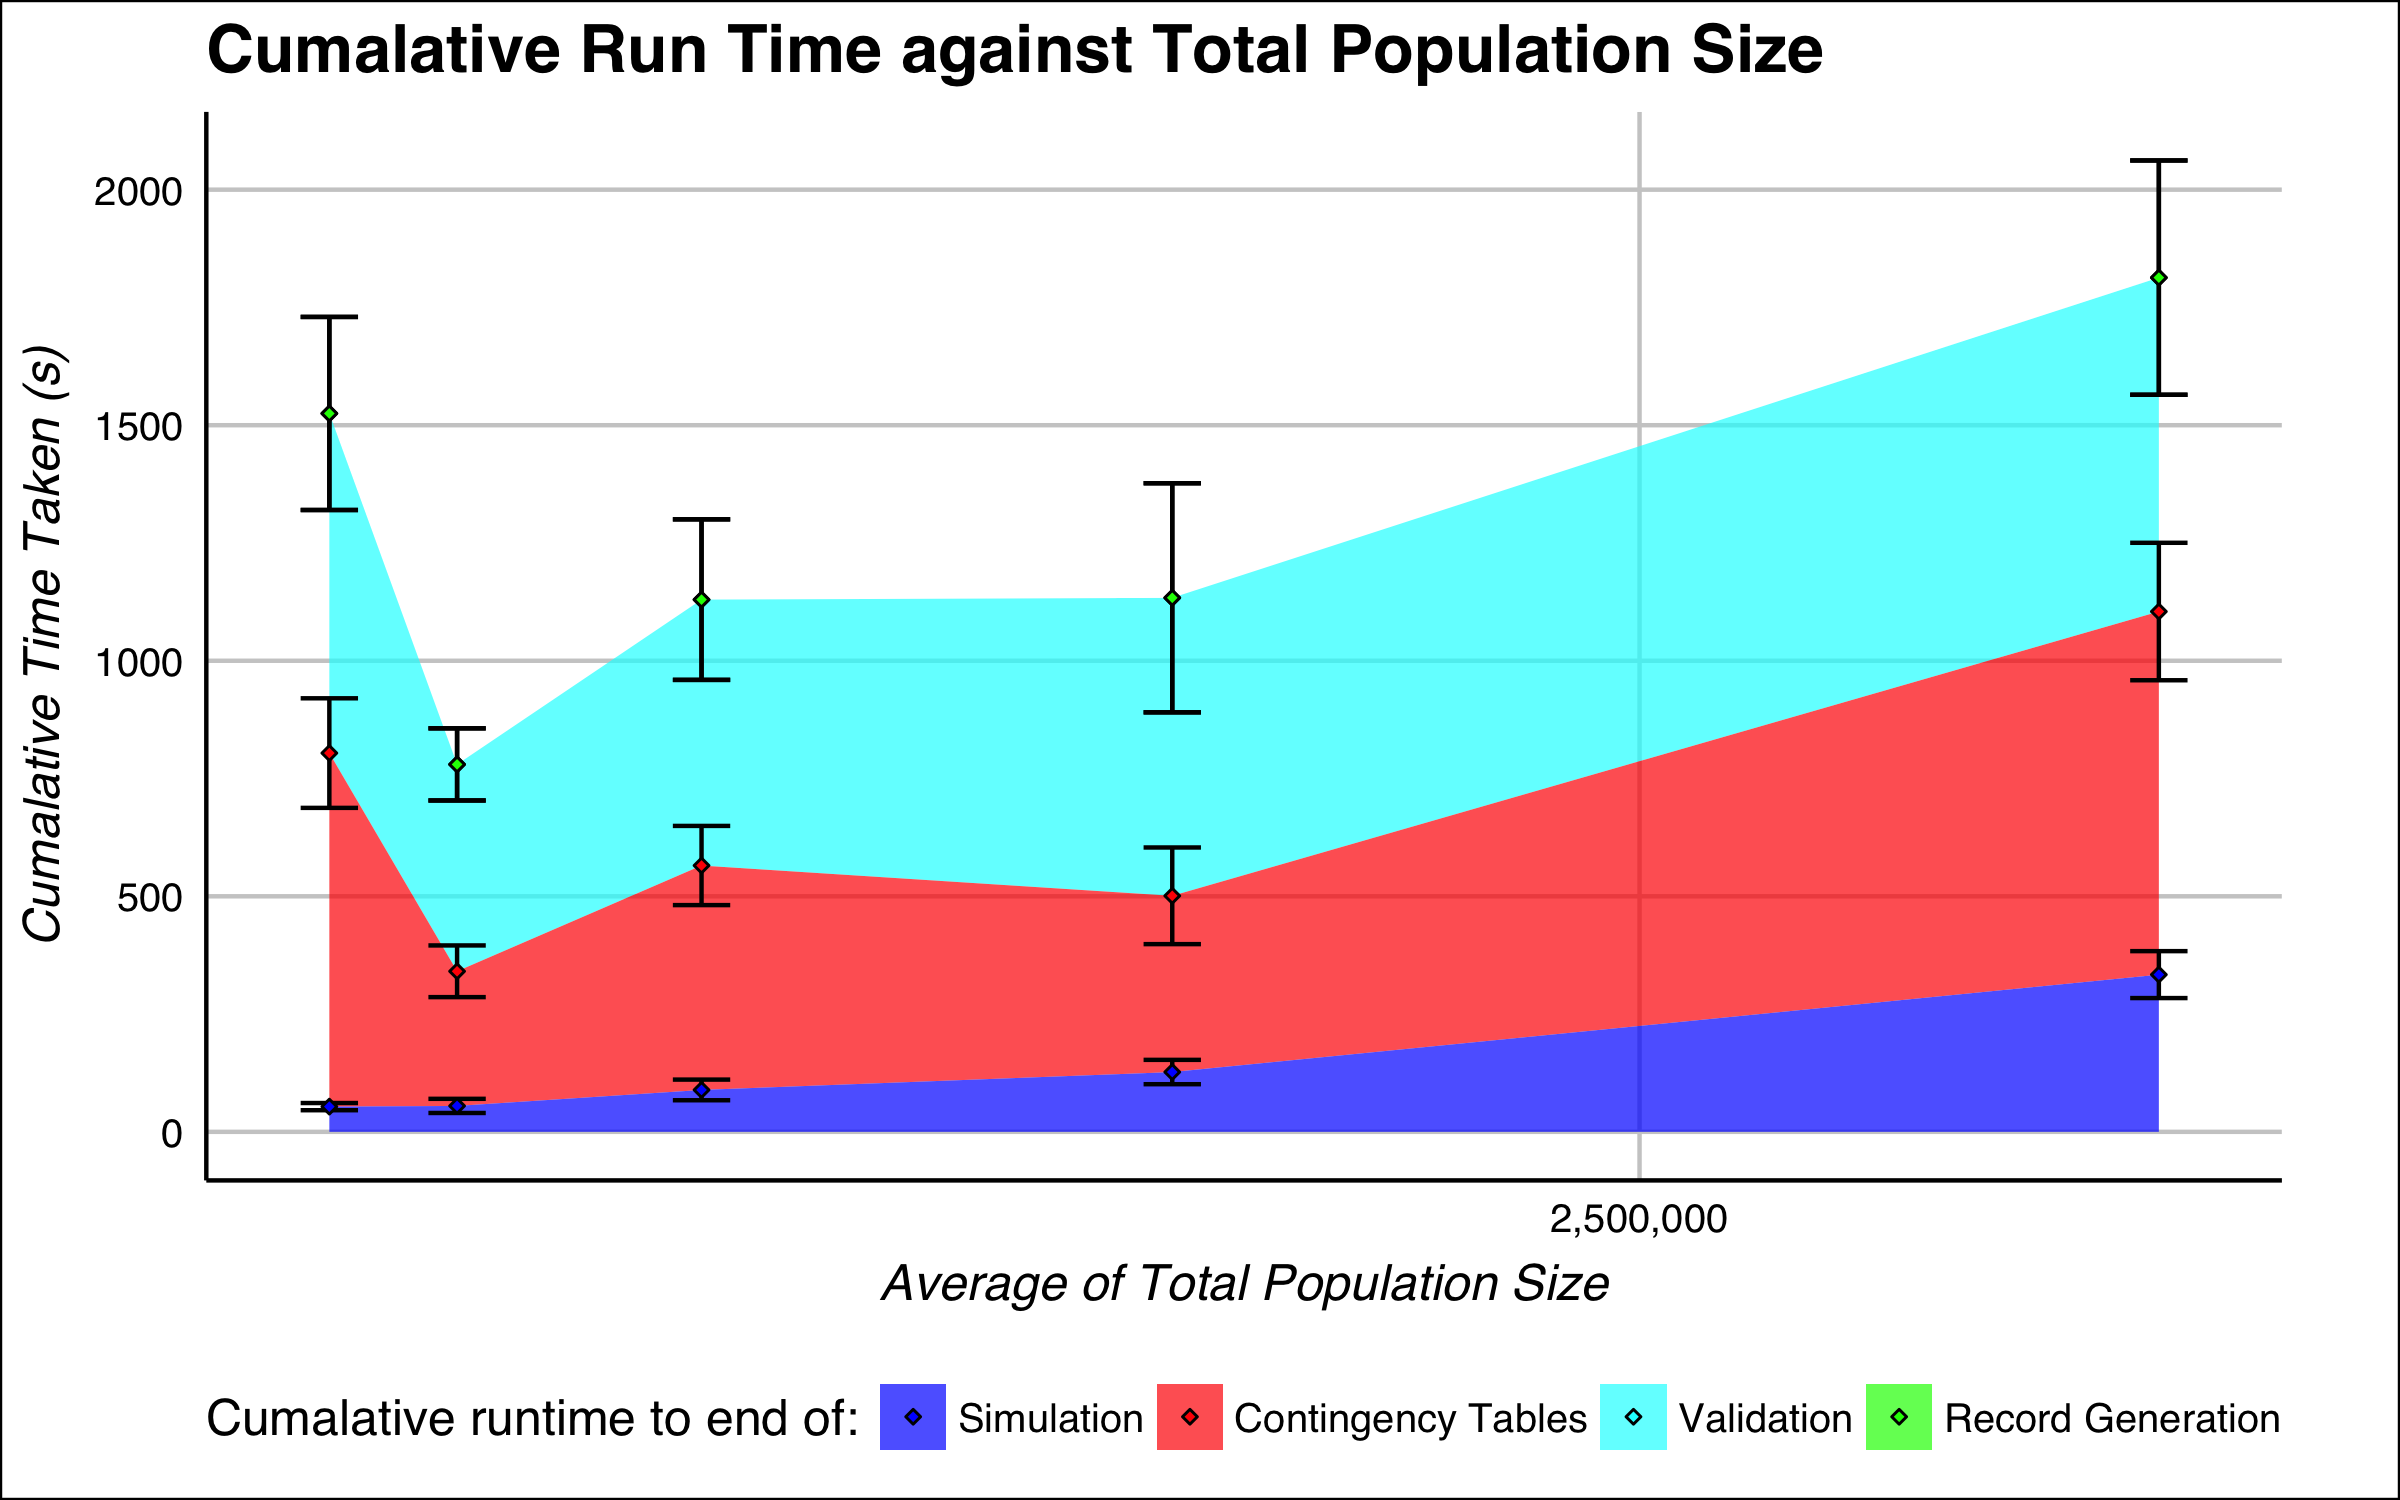 Cumalative Run Time against Total Population Size
Cumalative Time Taken (s)
2000
1500
1000
500
0
2,500,000
Average of Total Population Size
Cumalative runtime to end of: Simulation Contingency Tables Validation Record Generation